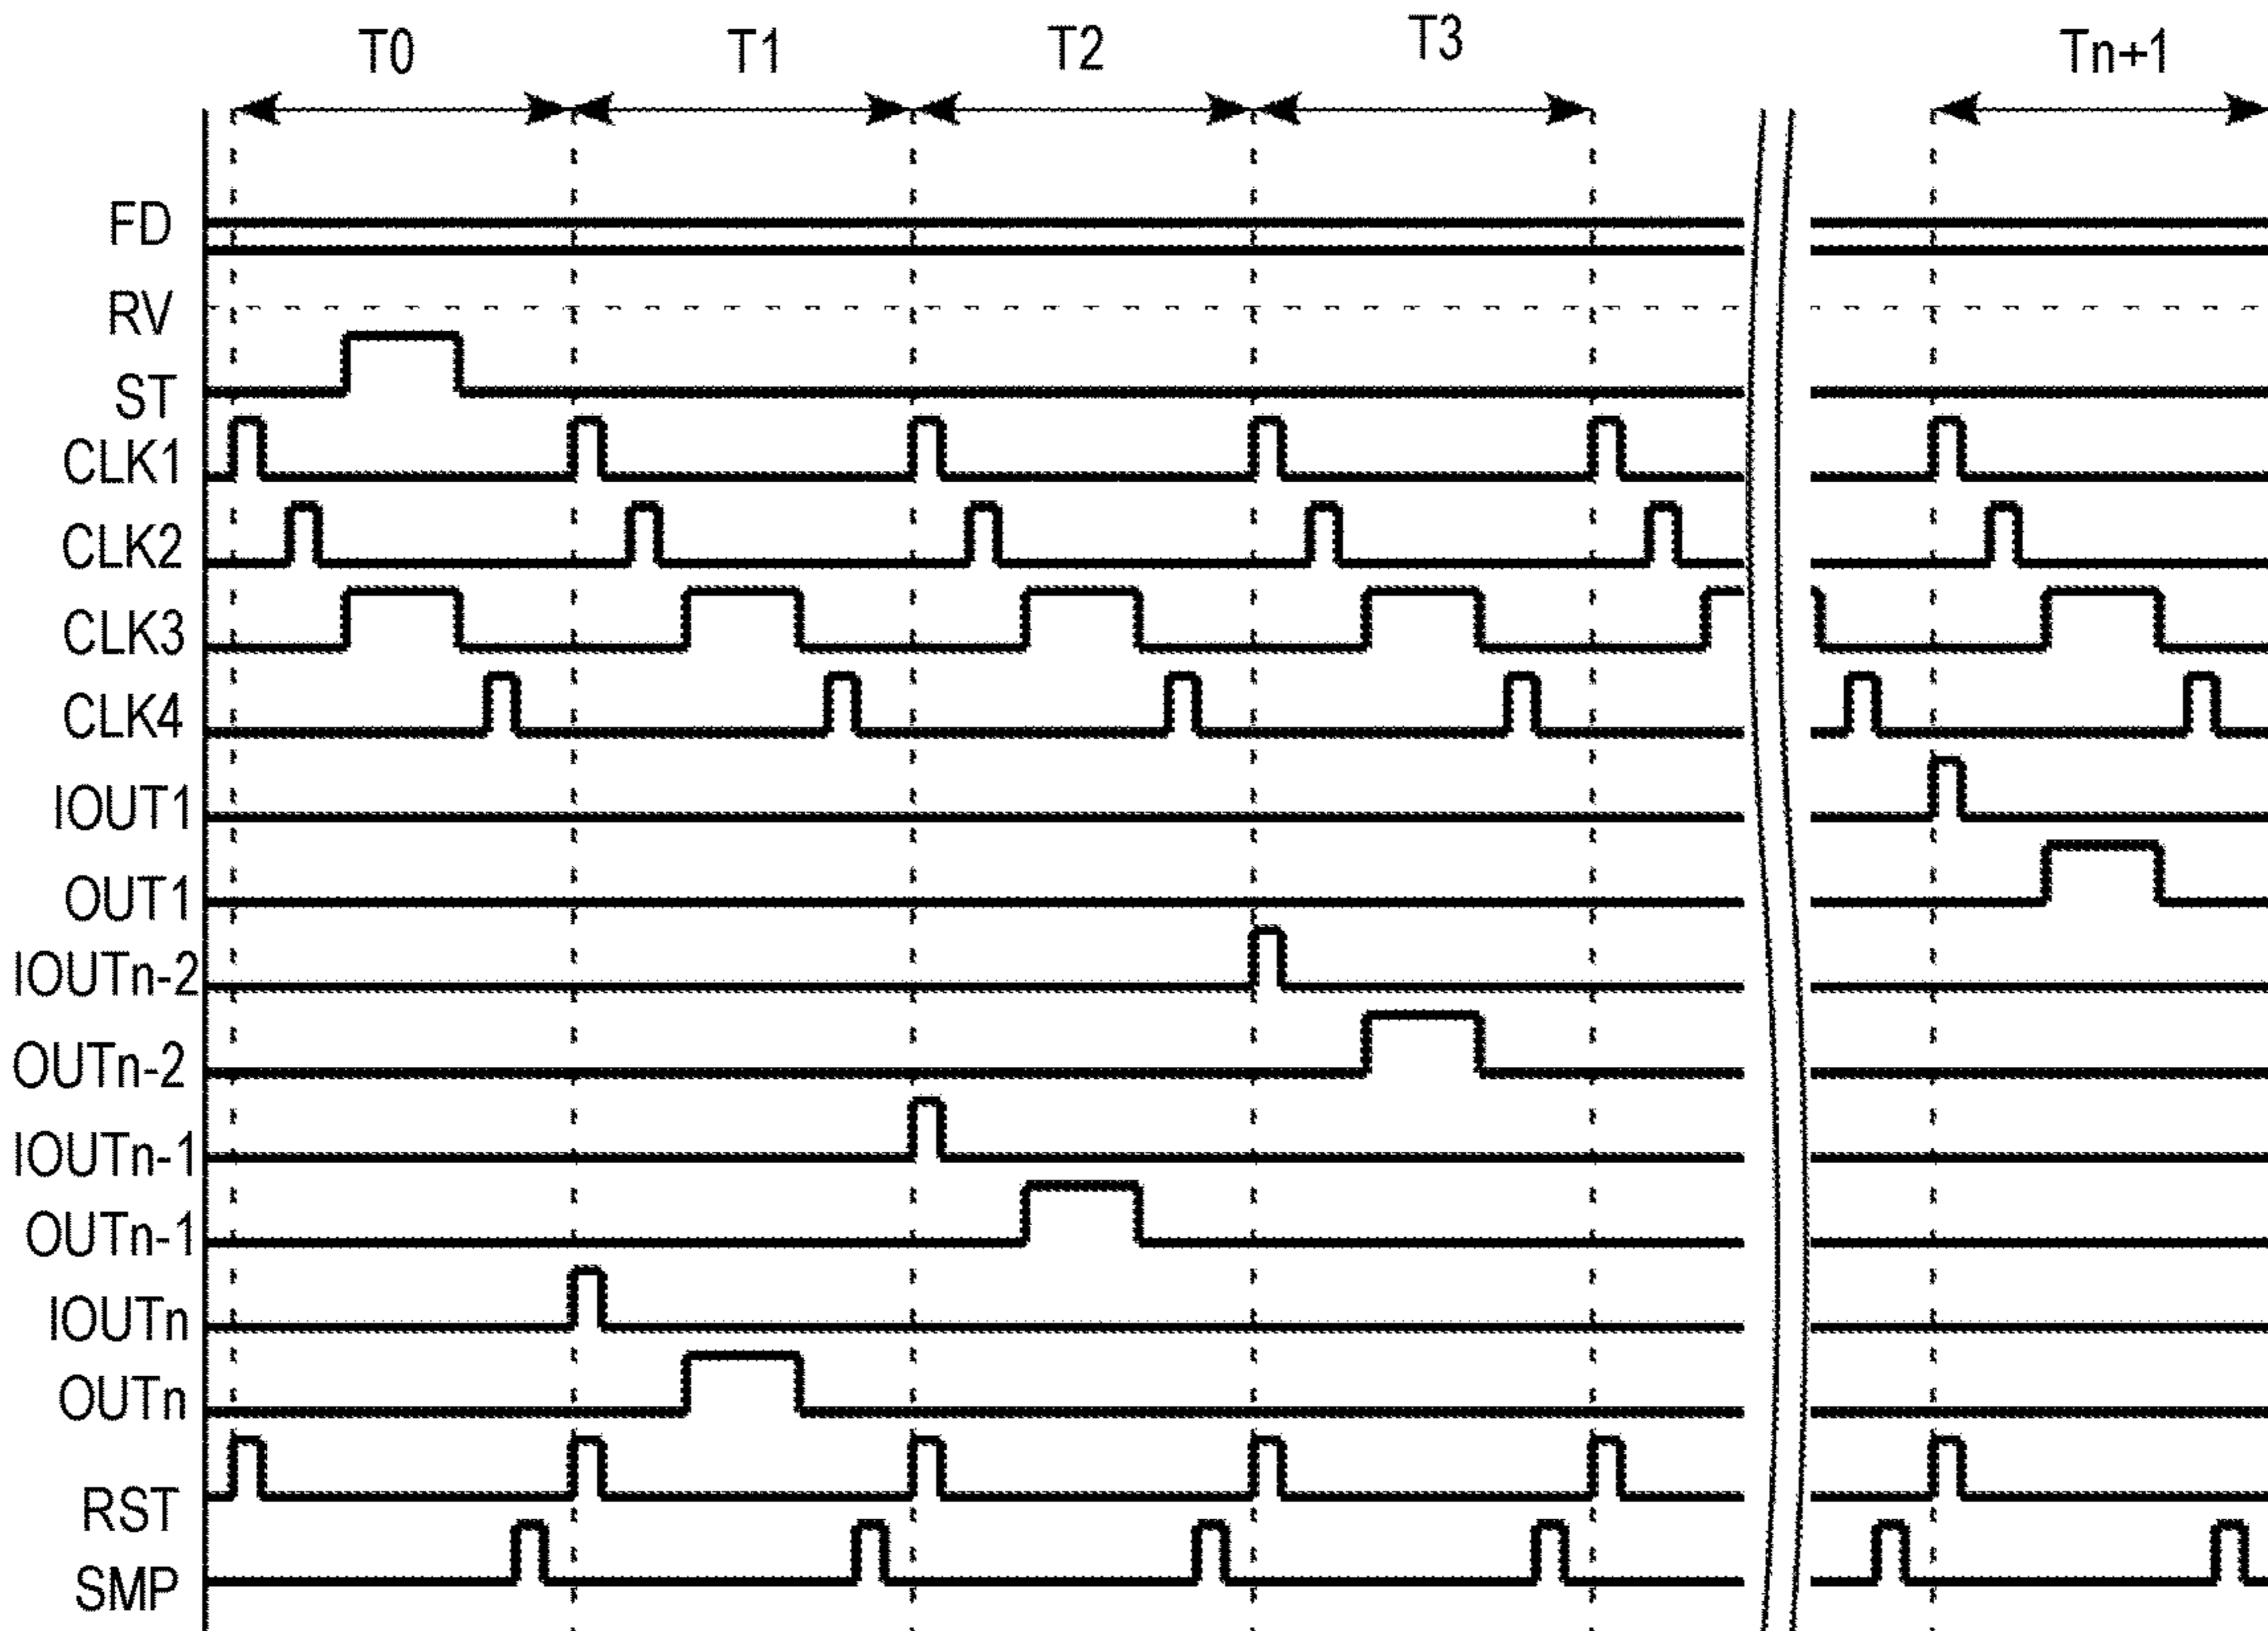 T0 T1 T2 T3 Tn+1
FD
RV
ST
CLK1
CLK2
CLK3
CLK4
IOUT1
OUT1
IOUTn-2
OUTn-2
IOUTn-1
OUTn-1
IOUTn
OUTn
RST
SMP